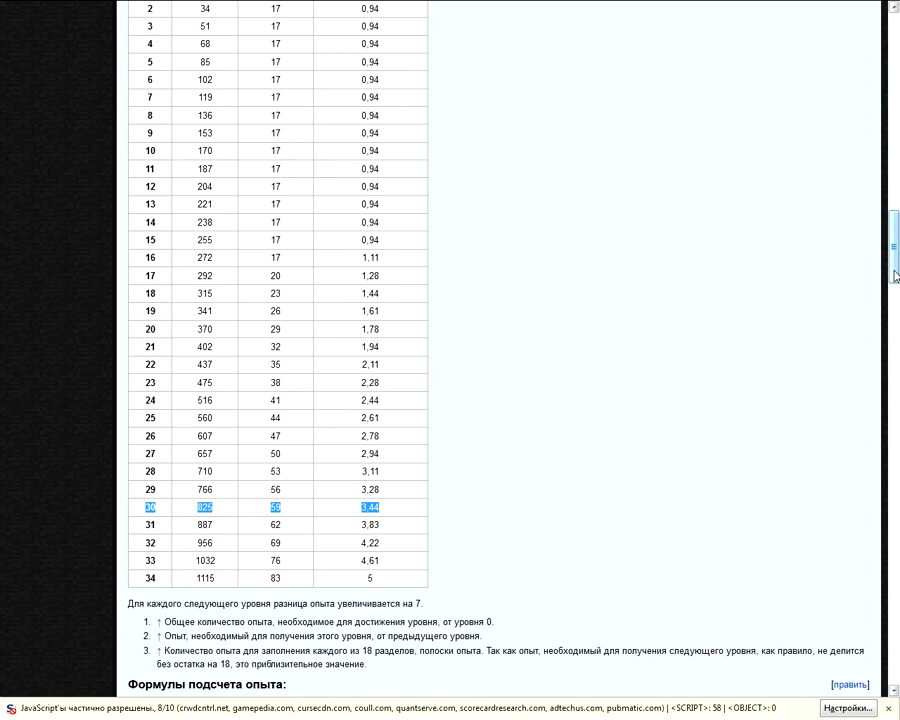 2 34 17 0,94
3 51 17 0,94
4 68 17 0,94
5 85 17 0,94
6 102 17 0,94
7 119 17 0,94
8 136 17 0,94
9 153 17 0,94
10 170 17 0,94
11 187 17 0,94
12 204 17 0,94
13 221 17 0,94
14 238 17 0,94
15 255 17 0,94
16 272 17 1,11
17 292 20 1,28
18 315 23 1,44
19 341 26 1,61
20 370 29 1,78
21 402 32 1,94
22 437 35 2,11
23 475 38 2,28
24 516 41 2,44
25 560 44 2,61
26 607 47 2,78
27 657 50 2,94
28 710 53 3,11
29 766 56 3,28
30 825 59 3,44
31 887 62 3,83
32 956 69 4,22
33 1032 76 4,61
34 1115 83 5
Для каждого следующего уровня разница опыта увеличивается на 7.
1. ↑ Общее количество опыта, необходимое для достижения уровня, от уровня 0.
2. ↑ Опыт, необходимый для получения этого уровня, от предыдущего уровня.
3. ↑ Количество опыта для заполнения каждого из 18 разделов, полоски опыта. Так как опыт, необходимый для получения следующего уровня, как правило, не делится
без остатка на 18, это приблизительное значение.
Формулы подсчета опыта: [править]
JavaScript'ы частично разрешены., 8/10 (crwdcntrl.net, gamepedia.com, cursecdn.com, coull.com, quantserve.com, scorecardresearch.com, adtechus.com, pubmatic.com) | <SCRIPT>: 58 | <OBJECT>: 0 Настройки...